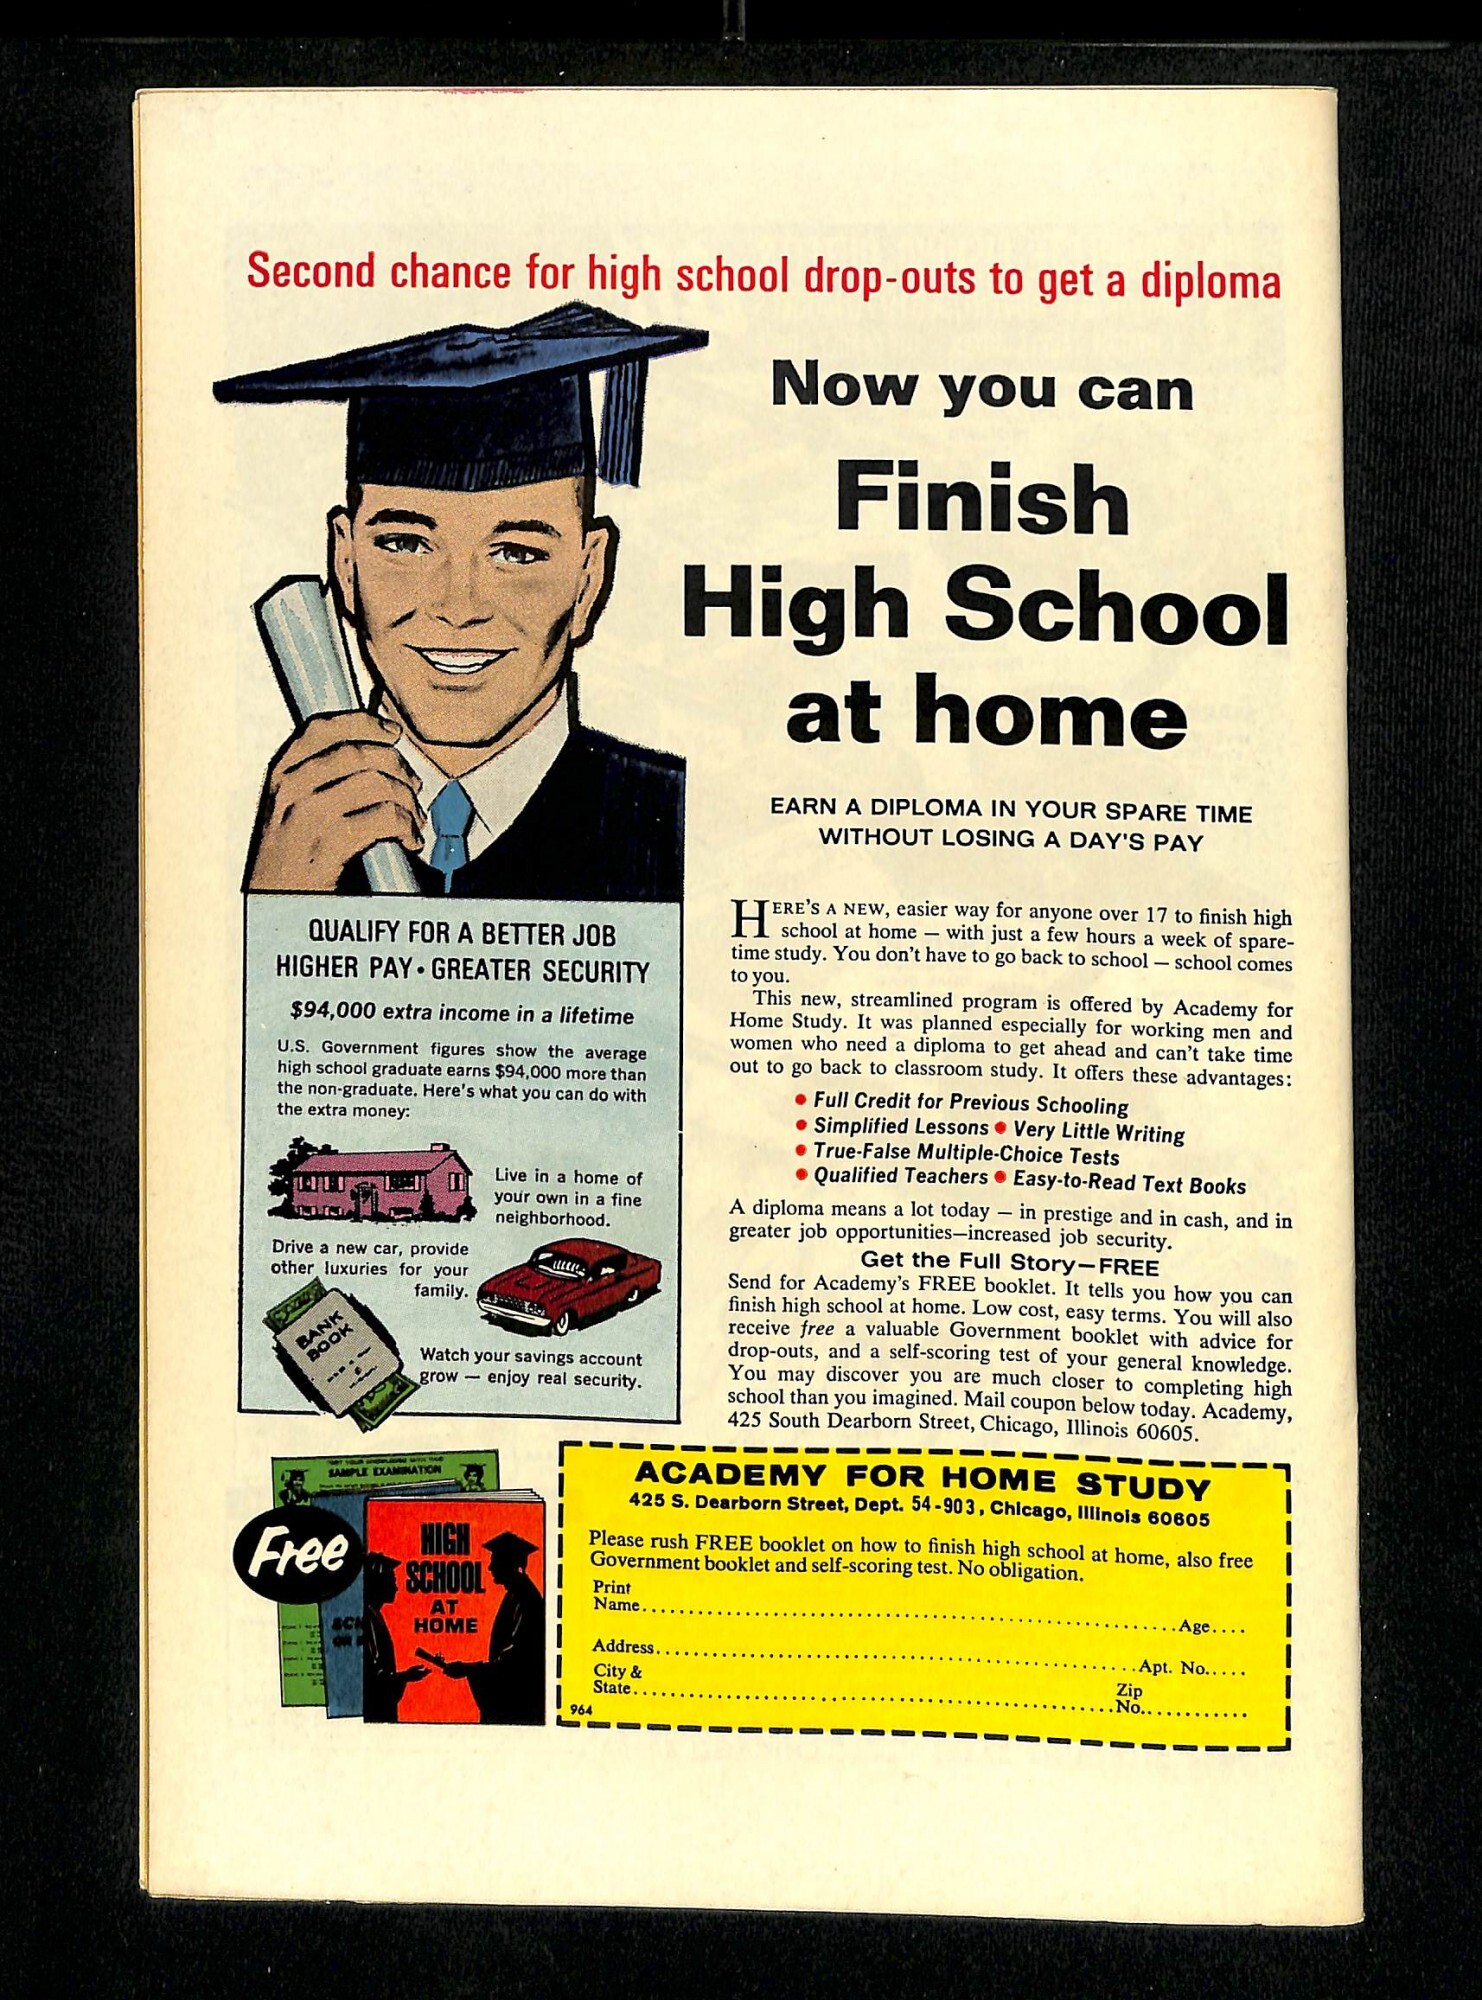 Second chance for high school drop-outs to get a diploma
Now you can
Finish
High School
at home
EARN A DIPLOMA IN YOUR SPARE TIME
WITHOUT LOSING A DAY'S PAY
HERE'S A NEW, easier way for anyone over 17 to finish high
school at home — with just a few hours a week of spare-
time study. You don't have to go back to school — school comes
to you.
This new, streamlined program is offered by Academy for
Home Study. It was planned especially for working men and
women who need a diploma to get ahead and can't take time
out to go back to classroom study. It offers these advantages:
• Full Credit for Previous Schooling
• Simplified Lessons • Very Little Writing
• True-False Multiple-Choice Tests
• Qualified Teachers • Easy-to-Read Text Books
A diploma means a lot today — in prestige and in cash, and in
greater job opportunities—increased job security.
Get the Full Story—FREE
Send for Academy's FREE booklet. It tells you how you can
finish high school at home. Low cost, easy terms. You will also
receive free a valuable Government booklet with advice for
drop-outs, and a self-scoring test of your general knowledge.
You may discover you are much closer to completing high
school than you imagined. Mail coupon below today. Academy,
425 South Dearborn Street, Chicago, Illinois 60605.
QUALIFY FOR A BETTER JOB
HIGHER PAY • GREATER SECURITY
$94,000 extra income in a lifetime
U.S. Government figures show the average
high school graduate earns $94,000 more than
the non-graduate. Here's what you can do with
the extra money:
Live in a home of
your own in a fine
neighborhood.
Drive a new car, provide
other luxuries for your
family.
BANK
BOOK
Watch your savings account
grow — enjoy real security.
SAMPLE EXAMINATION
Free
HIGH
SCHOOL
AT
HOME
ACADEMY FOR HOME STUDY
425 S. Dearborn Street, Dept. 54-903, Chicago, Illinois 60605
Please rush FREE booklet on how to finish high school at home, also free
Government booklet and self-scoring test. No obligation.
Print
Name..........Age....
Address..........Apt. No.....
City &
State..........Zip No...........
964